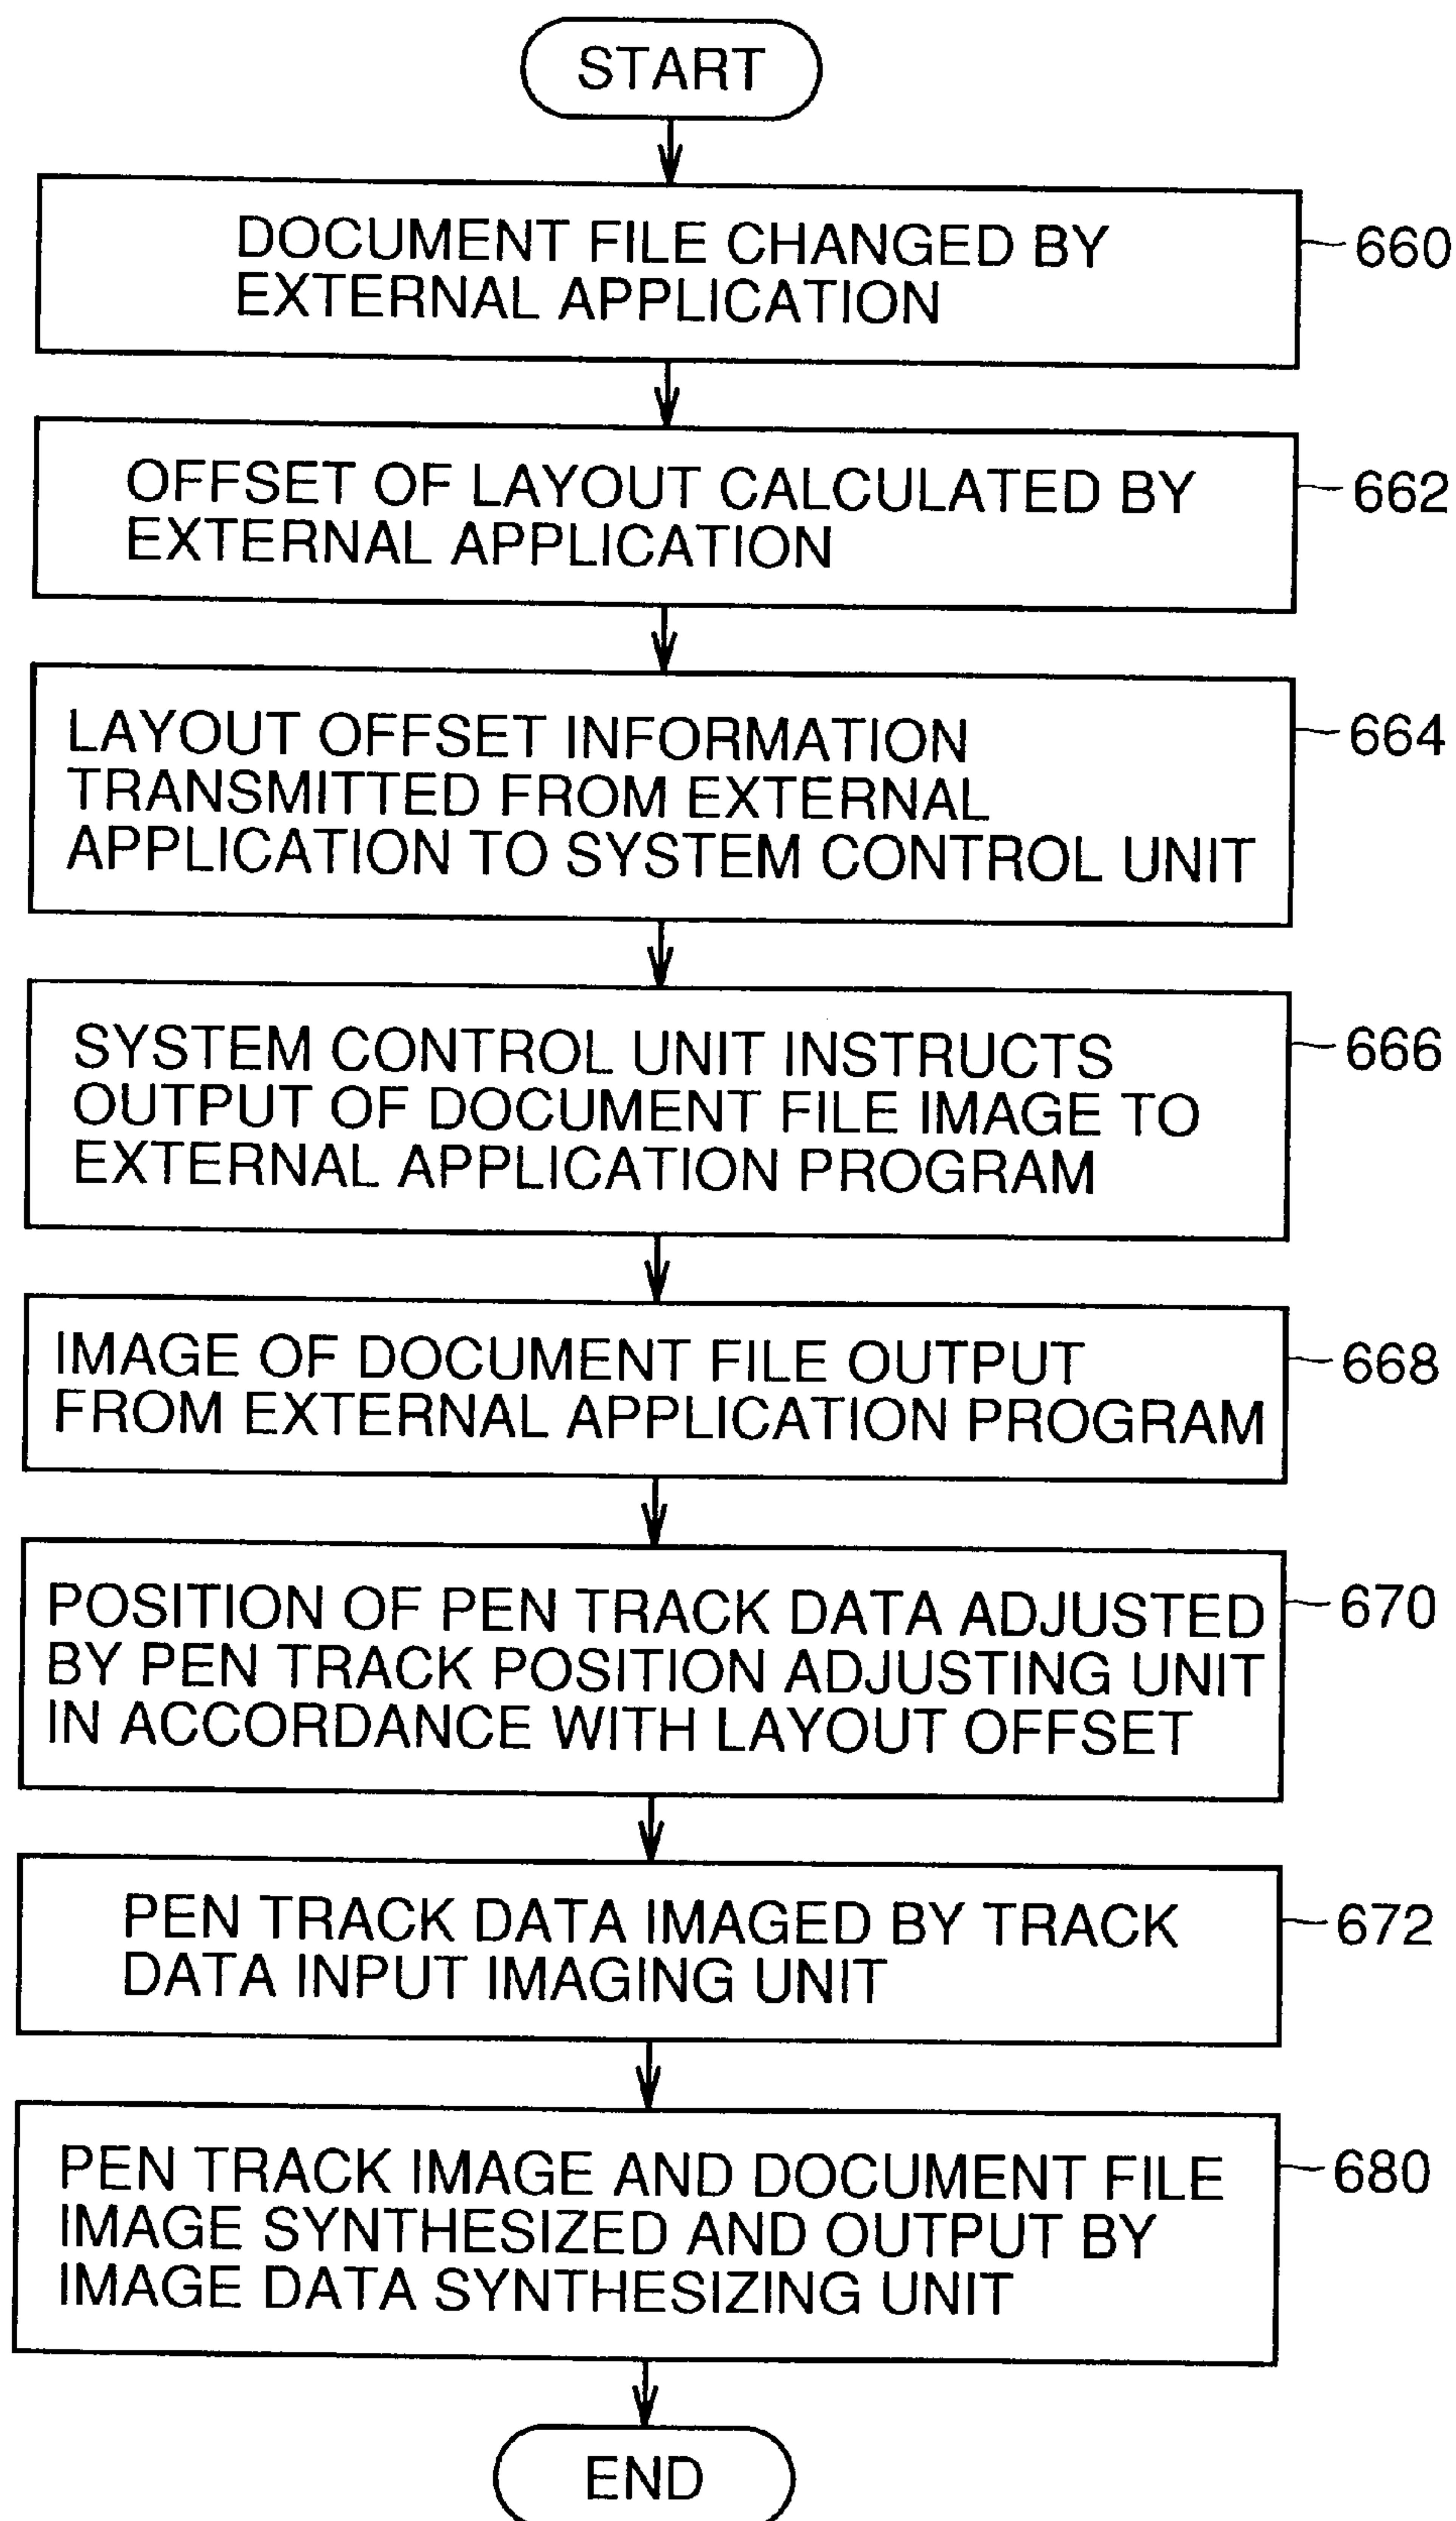 START
DOCUMENT FILE CHANGED BY
EXTERNAL APPLICATION
660
OFFSET OF LAYOUT CALCULATED BY
EXTERNAL APPLICATION
662
LAYOUT OFFSET INFORMATION
TRANSMITTED FROM EXTERNAL
APPLICATION TO SYSTEM CONTROL UNIT
664
SYSTEM CONTROL UNIT INSTRUCTS
OUTPUT OF DOCUMENT FILE IMAGE TO
EXTERNAL APPLICATION PROGRAM
666
IMAGE OF DOCUMENT FILE OUTPUT
FROM EXTERNAL APPLICATION PROGRAM
668
POSITION OF PEN TRACK DATA ADJUSTED
BY PEN TRACK POSITION ADJUSTING UNIT
IN ACCORDANCE WITH LAYOUT OFFSET
670
PEN TRACK DATA IMAGED BY TRACK
DATA INPUT IMAGING UNIT
672
PEN TRACK IMAGE AND DOCUMENT FILE
IMAGE SYNTHESIZED AND OUTPUT BY
IMAGE DATA SYNTHESIZING UNIT
680
END